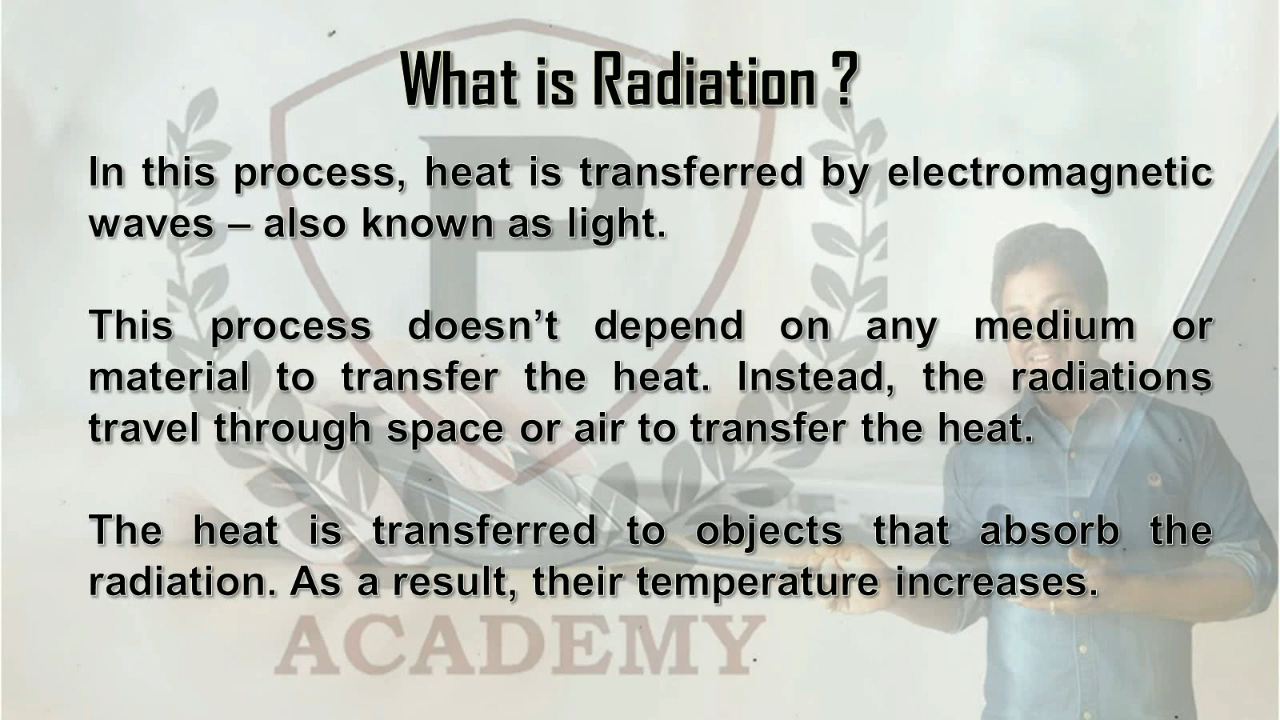 What is Radiation ?
In this process, heat is transferred by electromagnetic
waves – also known as light.
This process doesn’t depend on any medium or
material to transfer the heat. Instead, the radiations
travel through space or air to transfer the heat.
The heat is transferred to objects that absorb the
radiation. As a result, their temperature increases.
P
ACADEMY